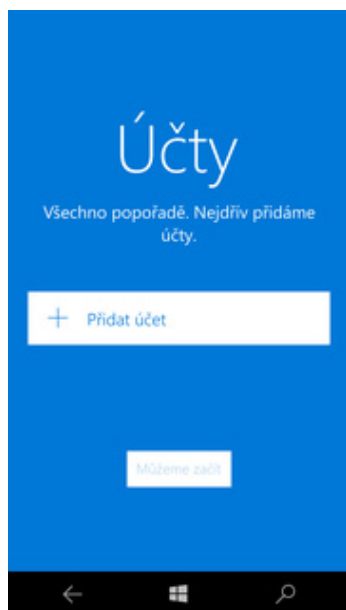 Účty
Všechno popořadě. Nejdřív přidáme
účty.
Přidat účet
Můžeme začít